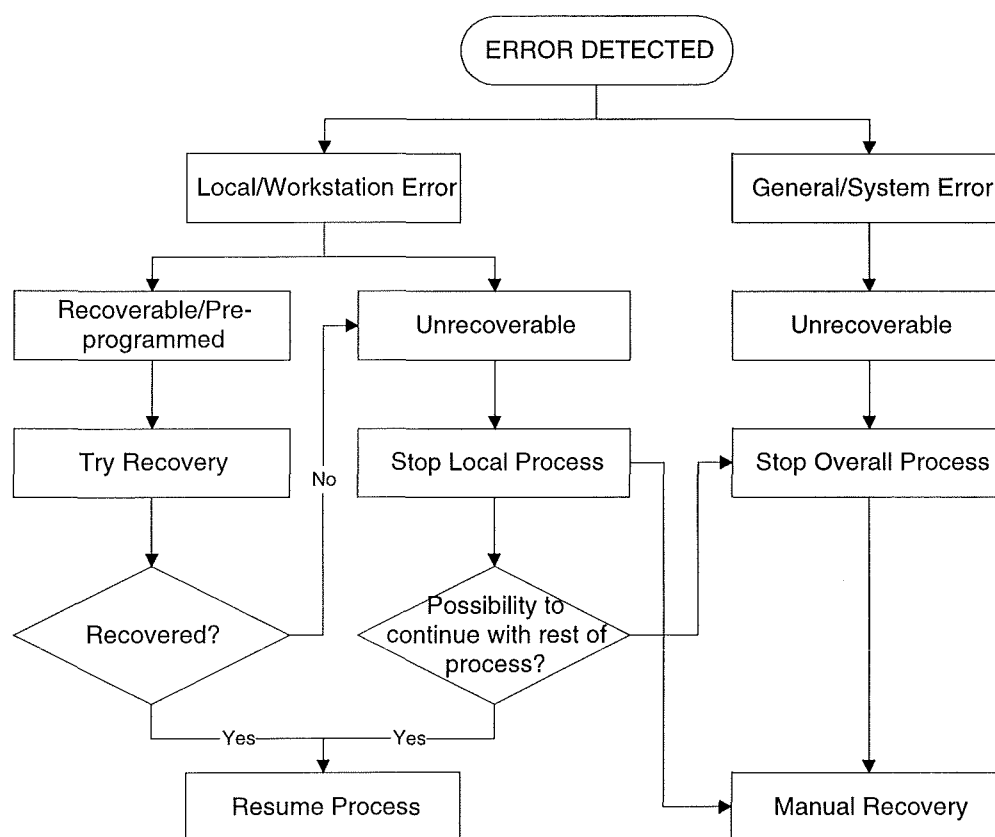 ERROR DETECTED
Local/Workstation Error
General/System Error
Recoverable/Pre-
programmed
Unrecoverable
Unrecoverable
Try Recovery
No
Stop Local Process
Stop Overall Process
Recovered?
Possibility to
continue with rest of
process?
Yes
Yes
Resume Process
Manual Recovery